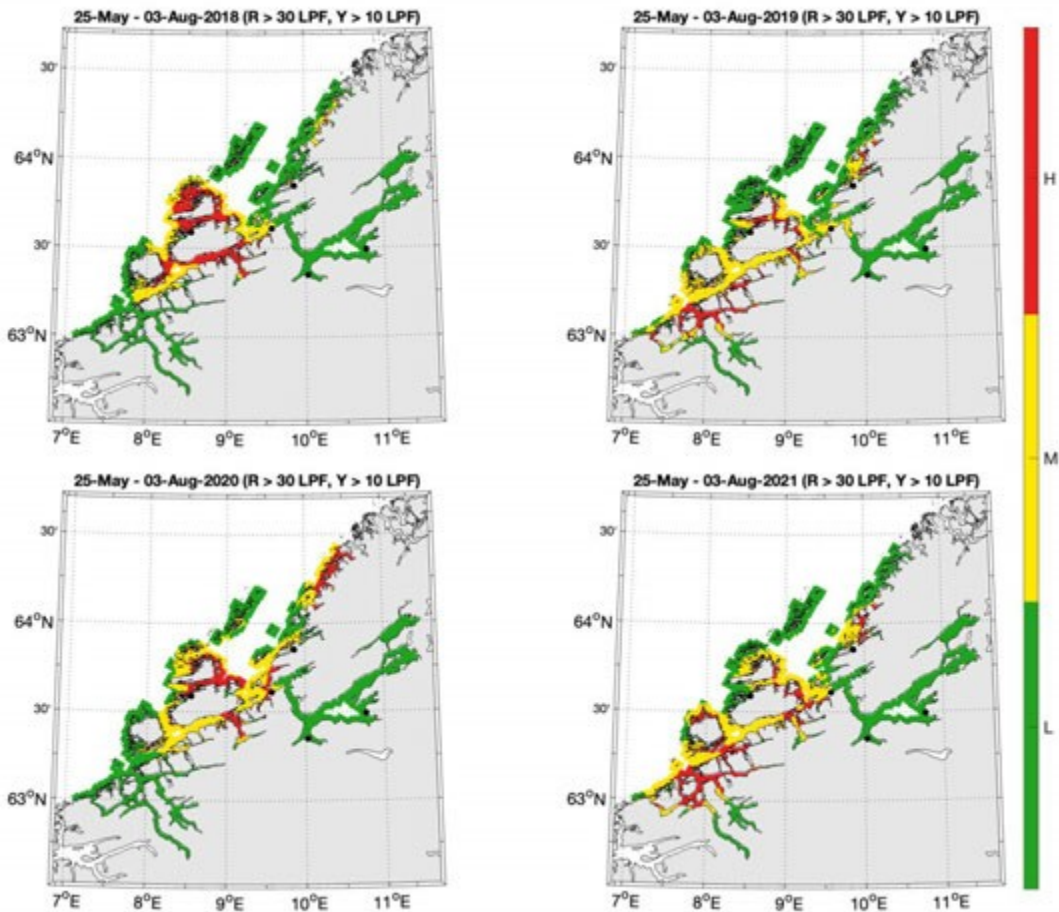 25-May - 03-Aug-2018 (R > 30 LPF, Y > 10 LPF)
30'
64°N
30'
63°N
7°E 8°E 9°E 10°E 11°E
25-May - 03-Aug-2019 (R > 30 LPF, Y > 10 LPF)
30'
64°N
30'
63°N
7°E 8°E 9°E 10°E 11°E
25-May - 03-Aug-2020 (R > 30 LPF, Y > 10 LPF)
30'
64°N
30'
63°N
7°E 8°E 9°E 10°E 11°E
25-May - 03-Aug-2021 (R > 30 LPF, Y > 10 LPF)
30'
64°N
30'
63°N
7°E 8°E 9°E 10°E 11°E
H
M
L